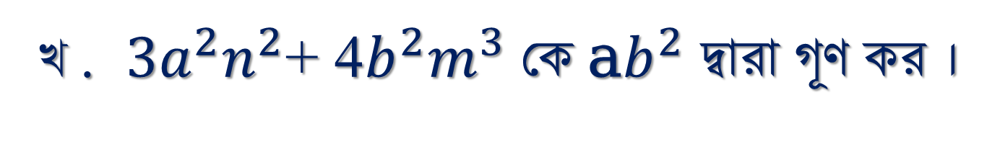 খ . 3a²n²+ 4b²m³ কে ab² দ্বারা গূণ কর ।